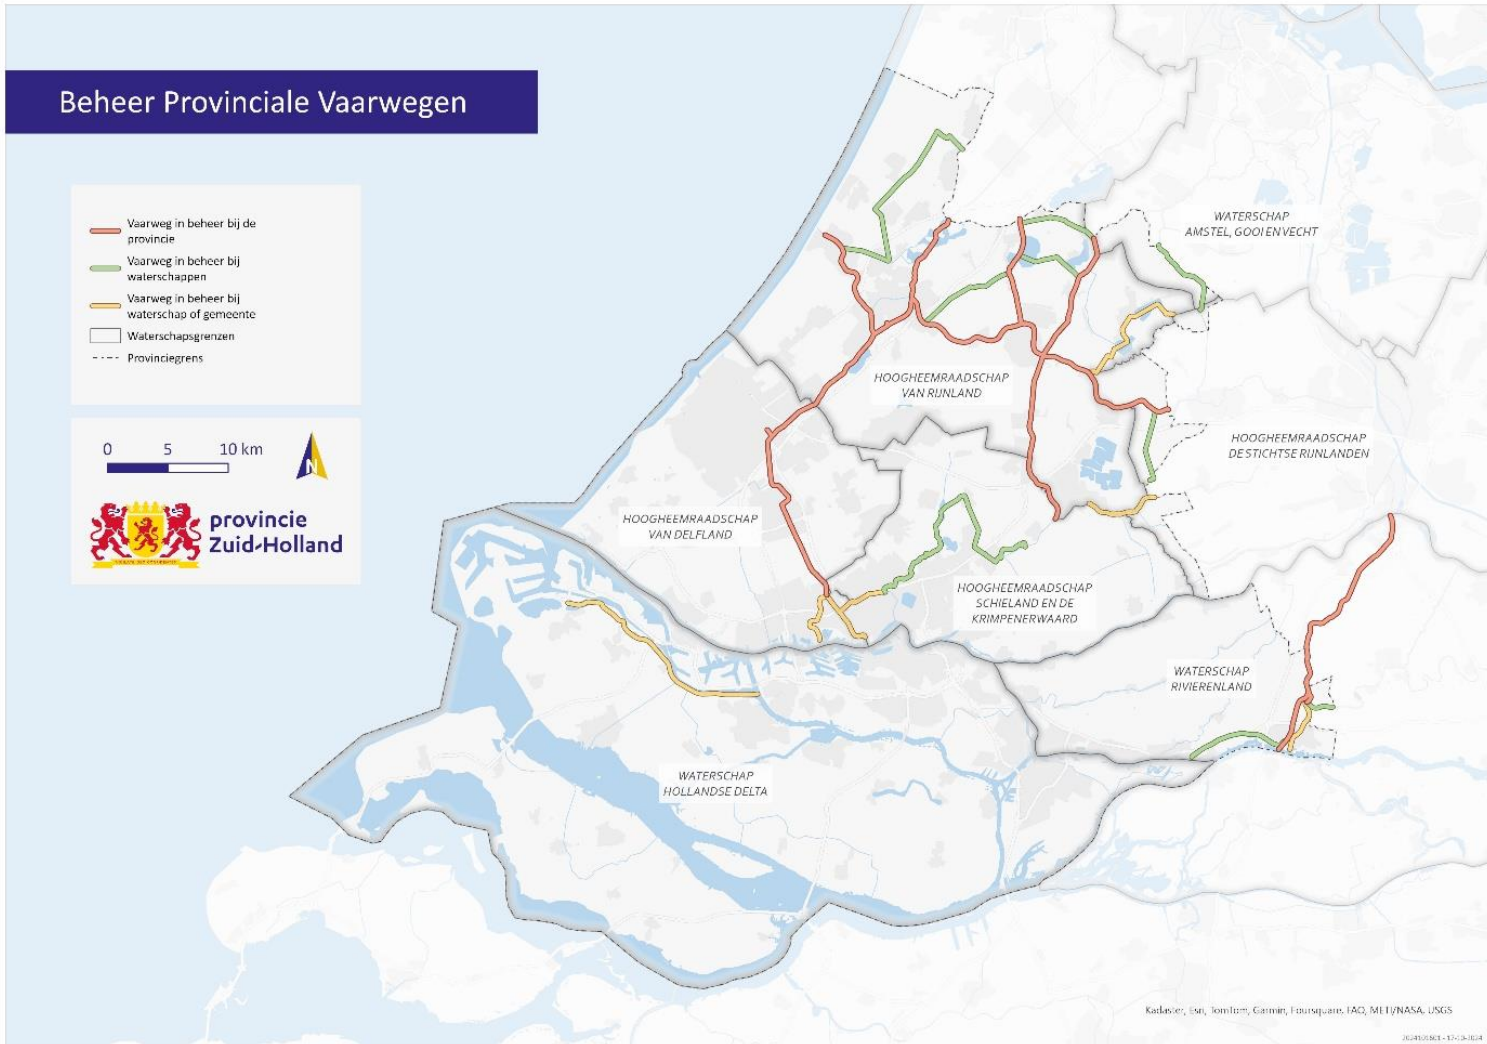 Beheer Provinciale Vaarwegen
Vaarweg in beheer bij de
provincie
Vaarweg in beheer bij
waterschappen
Vaarweg in beheer bij
waterschap of gemeente
Waterschapsgrenzen
Provinciegrens
0 5 10 km
N
provincie
Zuid-Holland
WATERSCHAP
AMSTEL, GOOI EN VECHT
HOOGHEEMRAADSCHAP
VAN RIJNLAND
HOOGHEEMRAADSCHAP
DE STICHTSE RIJNLANDEN
HOOGHEEMRAADSCHAP
VAN DELFLAND
HOOGHEEMRAADSCHAP
SCHIELAND EN DE
KRIMPENERWAARD
WATERSCHAP
RIVIERENLAND
WATERSCHAP
HOLLANDSE DELTA
Kadaster, Esri, TomTom, Garmin, Foursquare, FAO, METI/NASA, USGS